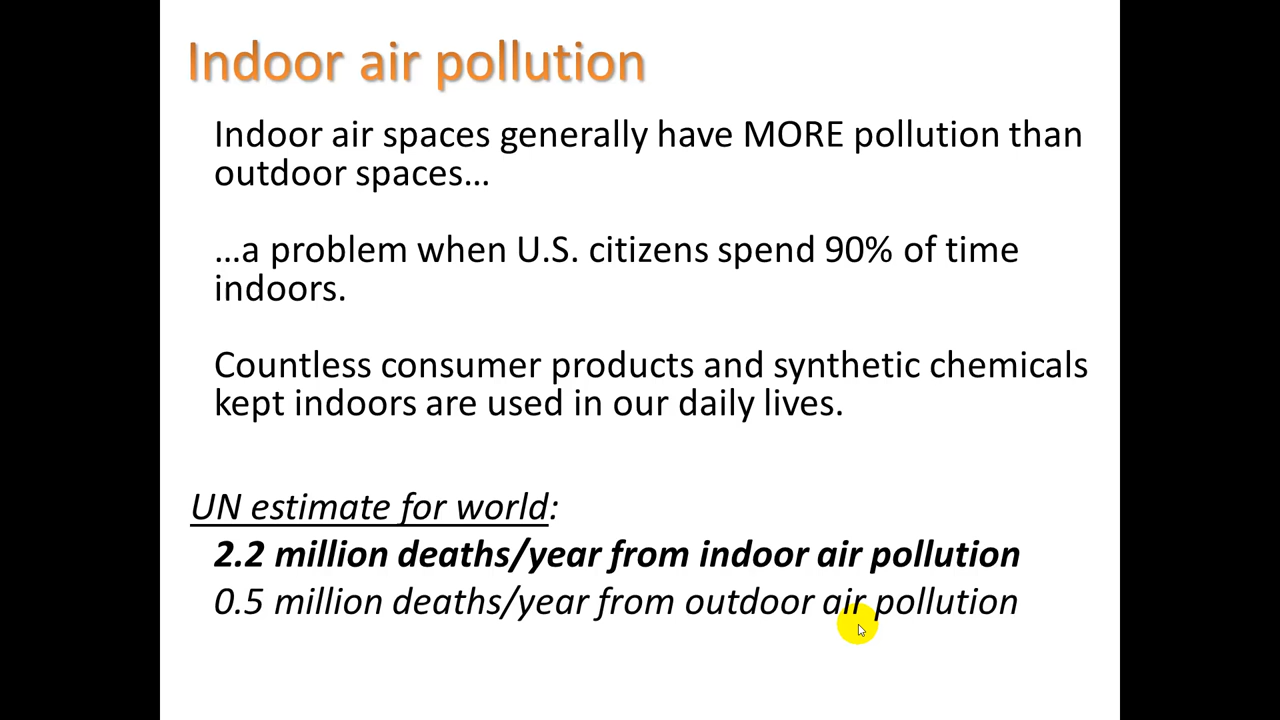 Indoor air pollution
Indoor air spaces generally have MORE pollution than
outdoor spaces…
…a problem when U.S. citizens spend 90% of time
indoors.
Countless consumer products and synthetic chemicals
kept indoors are used in our daily lives.
UN estimate for world:
2.2 million deaths/year from indoor air pollution
0.5 million deaths/year from outdoor air pollution